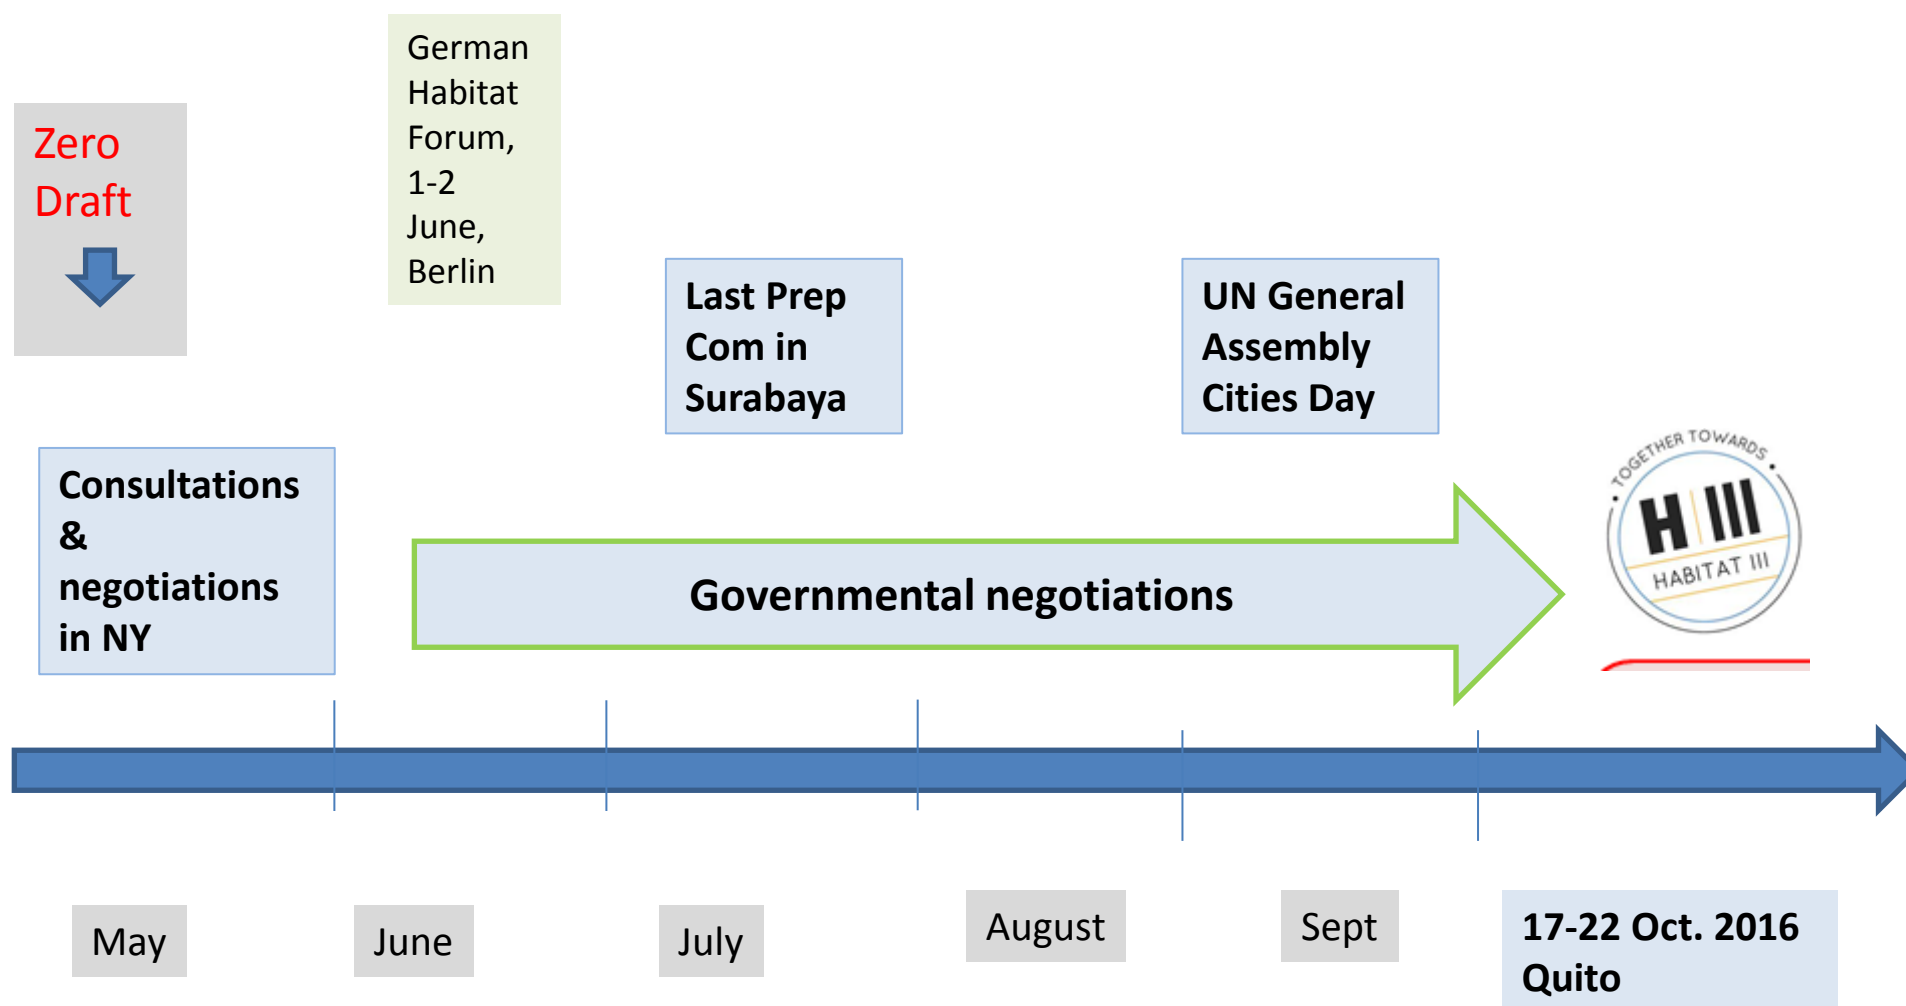 German
Habitat
Forum,
1-2
June,
Berlin
Zero
Draft
Last Prep
Com in
Surabaya
UN General
Assembly
Cities Day
Consultations
&
negotiations
in NY
Governmental negotiations
• TOGETHER TOWARDS •
H III
HABITAT III
May
June
July
August
Sept
17-22 Oct. 2016
Quito